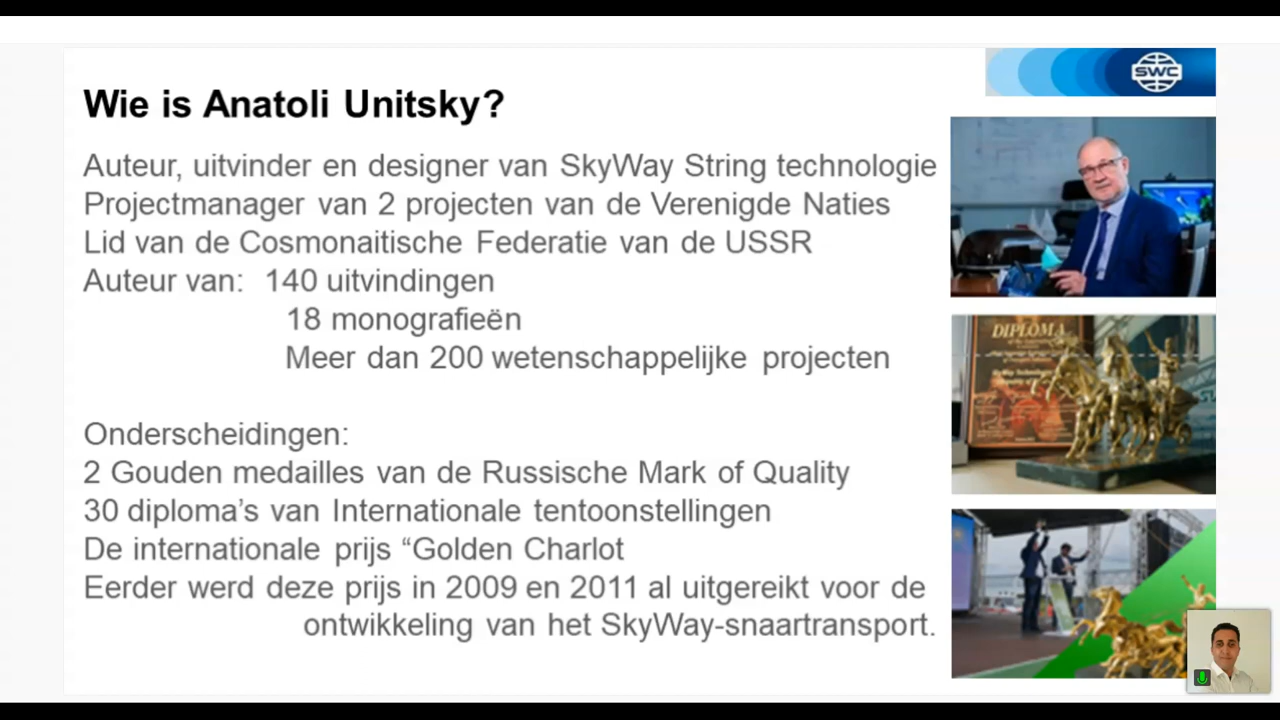 SWC
Wie is Anatoli Unitsky?
Auteur, uitvinder en designer van SkyWay String technologie
Projectmanager van 2 projecten van de Verenigde Naties
Lid van de Cosmonaitische Federatie van de USSR
Auteur van: 140 uitvindingen
18 monografieën
Meer dan 200 wetenschappelijke projecten
Onderscheidingen:
2 Gouden medailles van de Russische Mark of Quality
30 diploma’s van Internationale tentoonstellingen
De internationale prijs “Golden Charlot
Eerder werd deze prijs in 2009 en 2011 al uitgereikt voor de
ontwikkeling van het SkyWay-snaartransport.
DIPLOMA